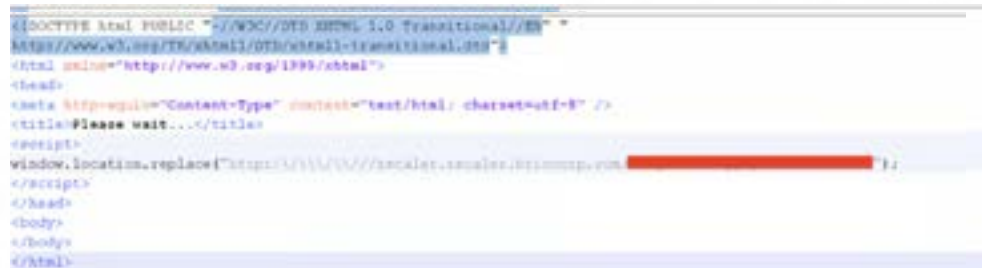 <!DOCTYPE html PUBLIC "-//W3C//DTD XHTML 1.0 Transitional//EN" "
http://www.w3.org/TR/xhtml1/DTD/xhtml1-transitional.dtd">
<html xmlns="http://www.w3.org/1999/xhtml">
<head>
<meta http-equiv="Content-Type" content="text/html; charset=utf-8" />
<title>Please wait...</title>
<script>
window.location.replace(" ");
</script>
</head>
<body>
</body>
</html>